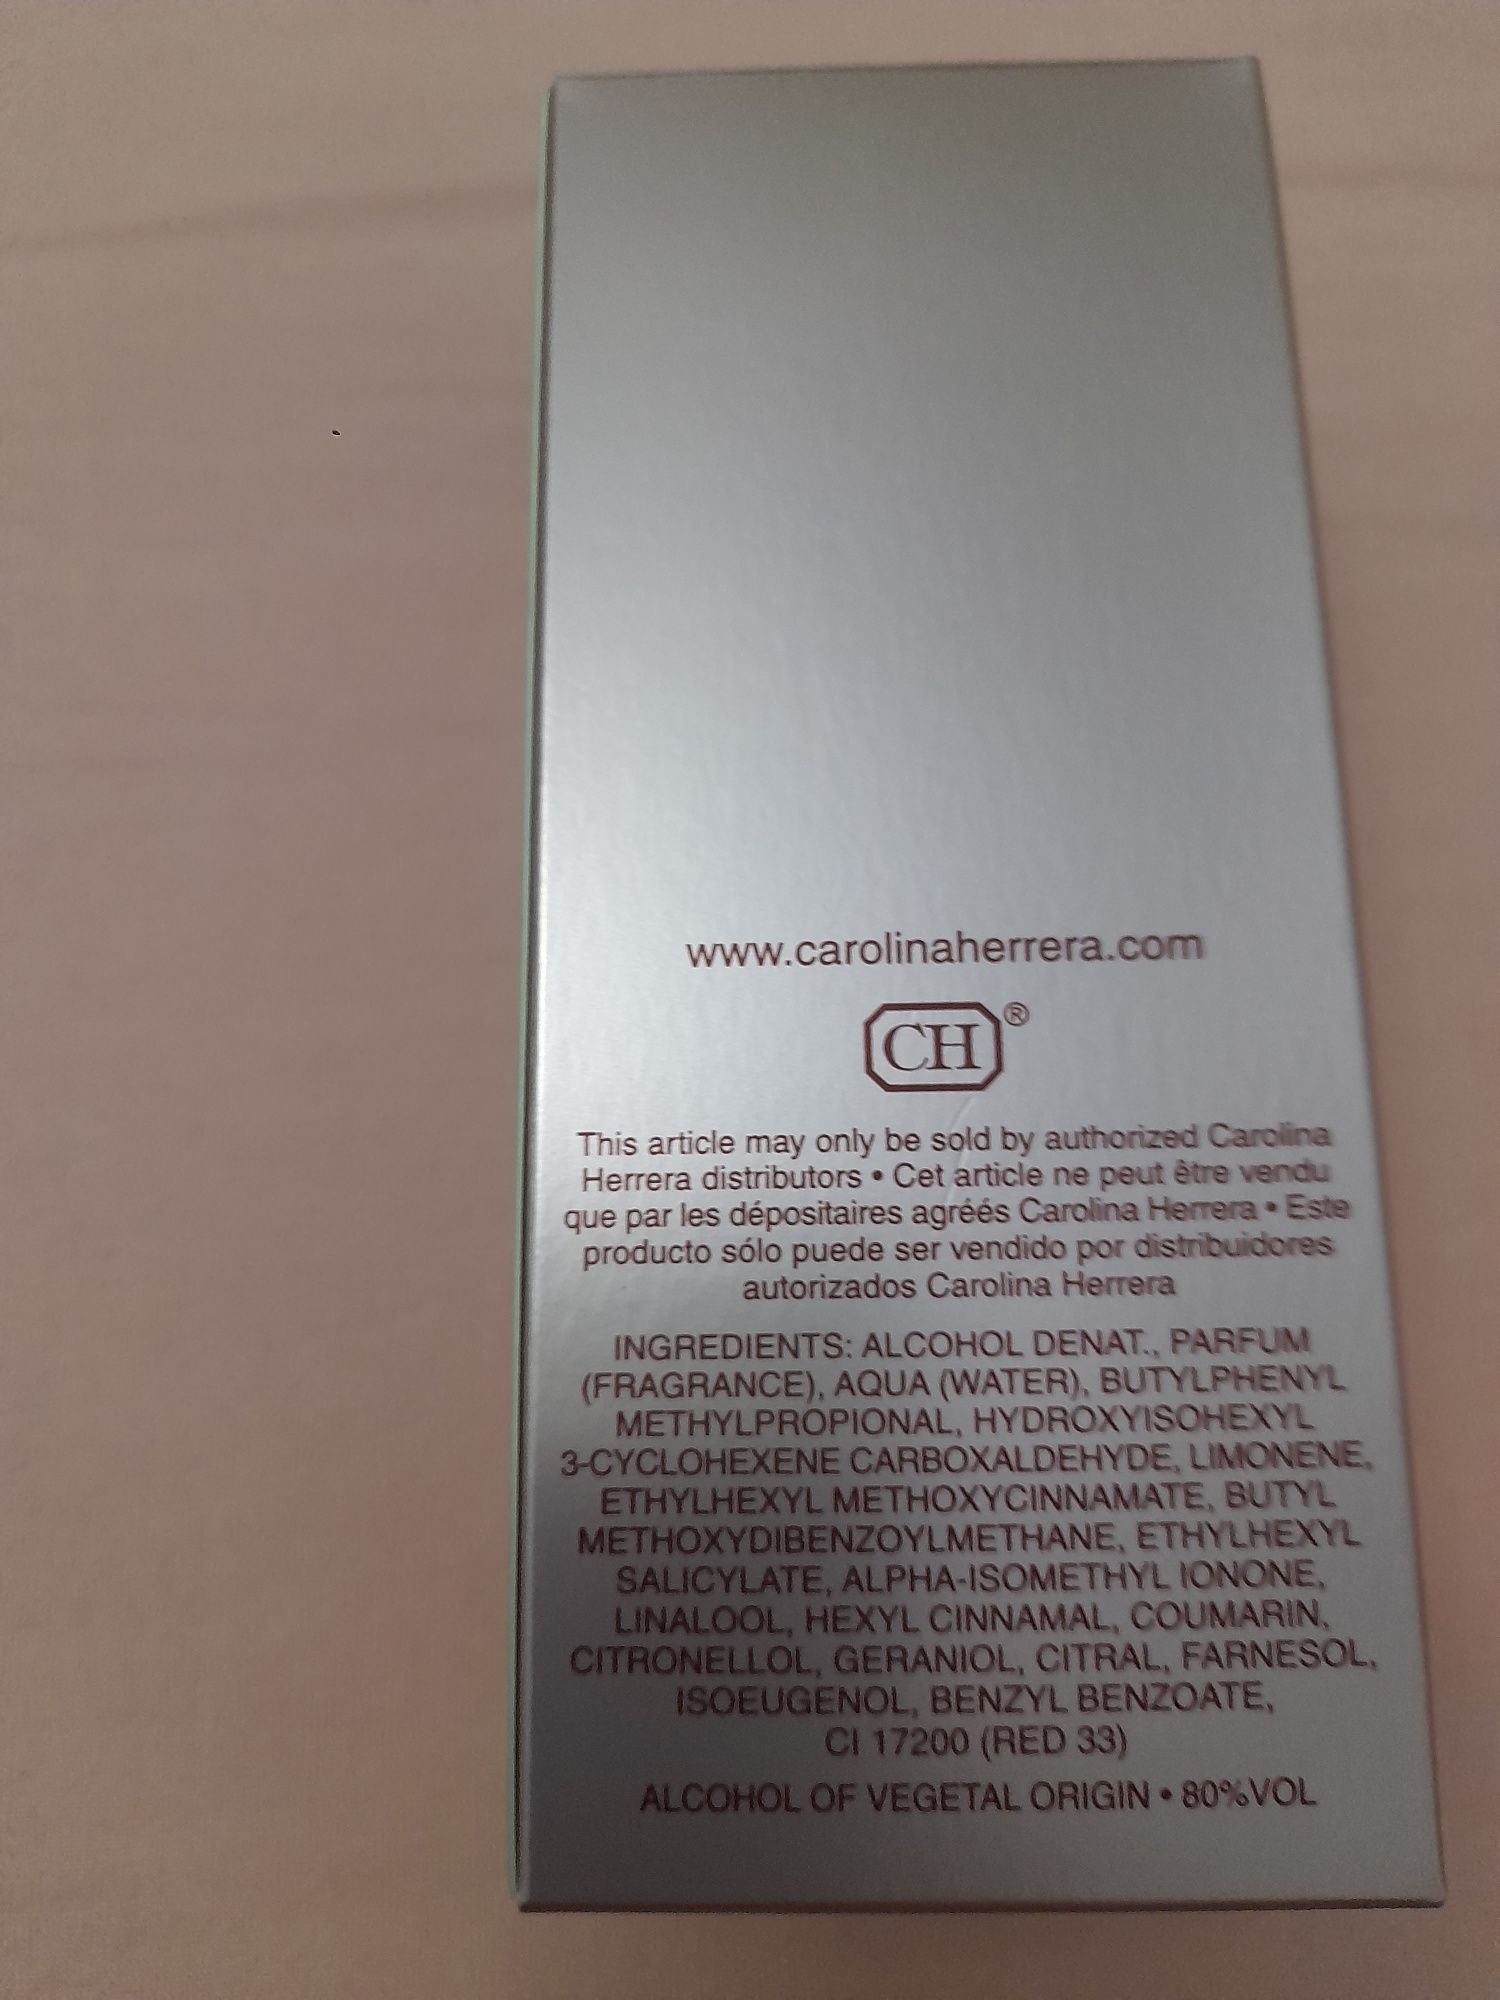 www.carolinaherrera.com
CH®
This article may only be sold by authorized Carolina
Herrera distributors • Cet article ne peut être vendu
que par les dépositaires agréés Carolina Herrera • Este
producto sólo puede ser vendido por distribuidores
autorizados Carolina Herrera
INGREDIENTS: ALCOHOL DENAT., PARFUM
(FRAGRANCE), AQUA (WATER), BUTYLPHENYL
METHYLPROPIONAL, HYDROXYISOHEXYL
3-CYCLOHEXENE CARBOXALDEHYDE, LIMONENE,
ETHYLHEXYL METHOXYCINNAMATE, BUTYL
METHOXYDIBENZOYLMETHANE, ETHYLHEXYL
SALICYLATE, ALPHA-ISOMETHYL IONONE,
LINALOOL, HEXYL CINNAMAL, COUMARIN,
CITRONELLOL, GERANIOL, CITRAL, FARNESOL,
ISOEUGENOL, BENZYL BENZOATE,
CI 17200 (RED 33)
ALCOHOL OF VEGETAL ORIGIN • 80%VOL